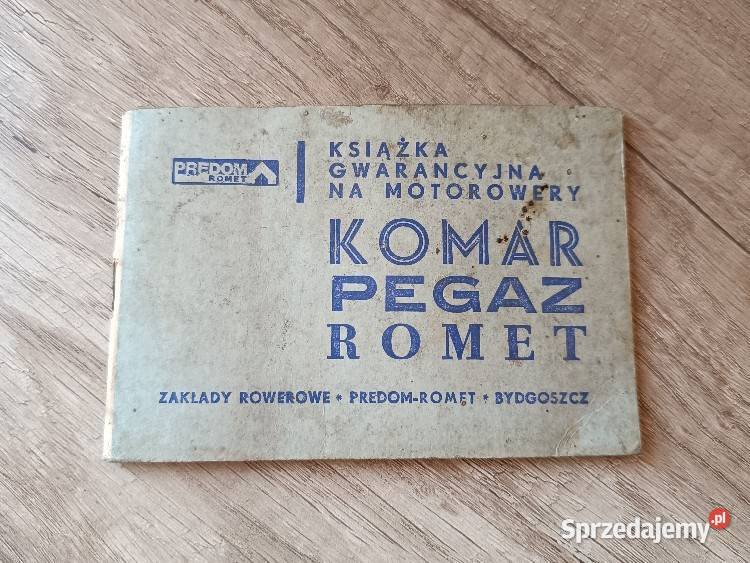 PREDOM
ROMET
KSIĄŻKA
GWARANCYJNA
NA MOTOROWERY
KOMAR
PEGAZ
ROMET
ZAKŁADY ROWEROWE * PREDOM-ROMET * BYDGOSZCZ
Sprzedajemy.pl